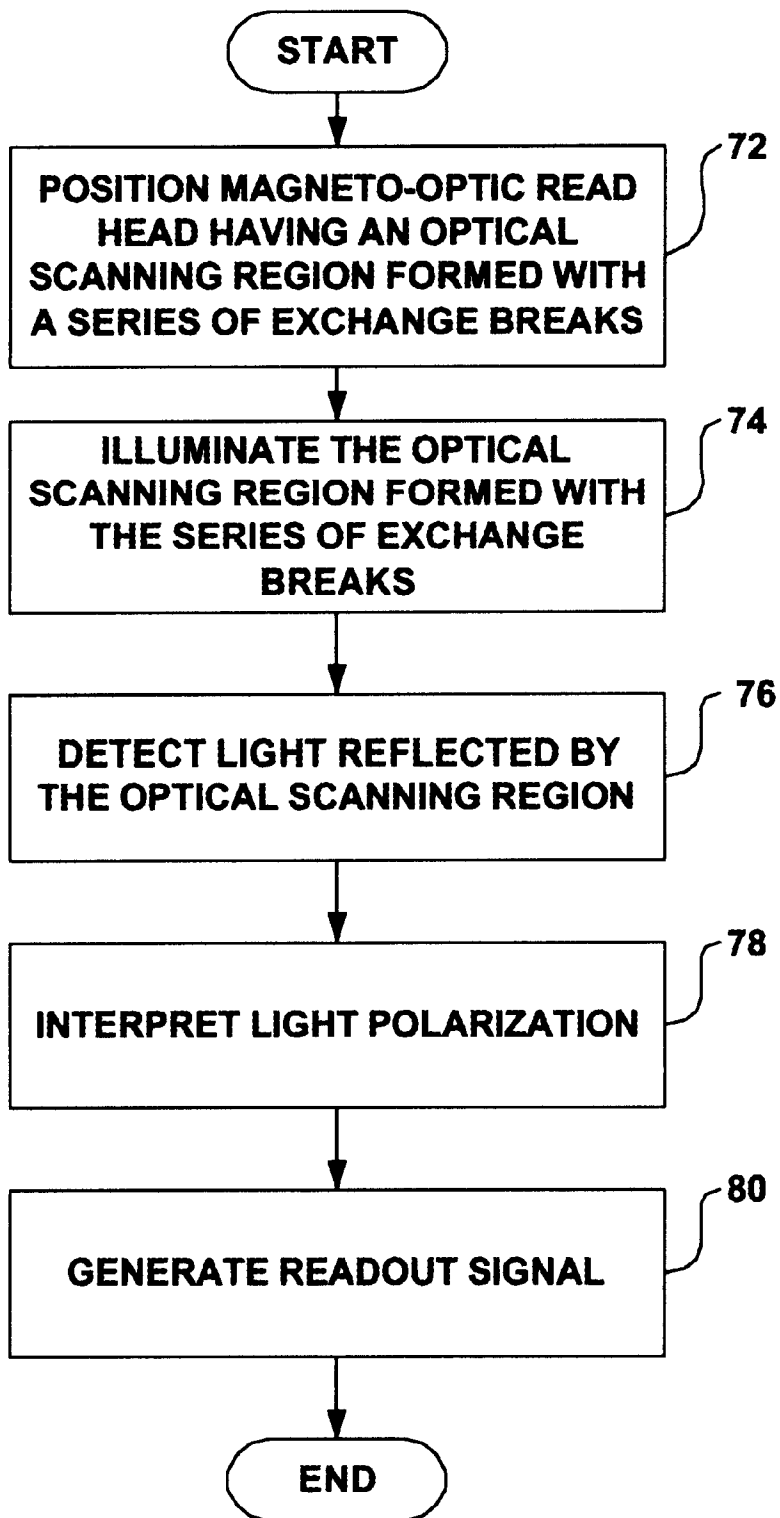 START
72
POSITION MAGNETO-OPTIC READ
HEAD HAVING AN OPTICAL
SCANNING REGION FORMED WITH
A SERIES OF EXCHANGE BREAKS
74
ILLUMINATE THE OPTICAL
SCANNING REGION FORMED WITH
THE SERIES OF EXCHANGE
BREAKS
76
DETECT LIGHT REFLECTED BY
THE OPTICAL SCANNING REGION
78
INTERPRET LIGHT POLARIZATION
80
GENERATE READOUT SIGNAL
END